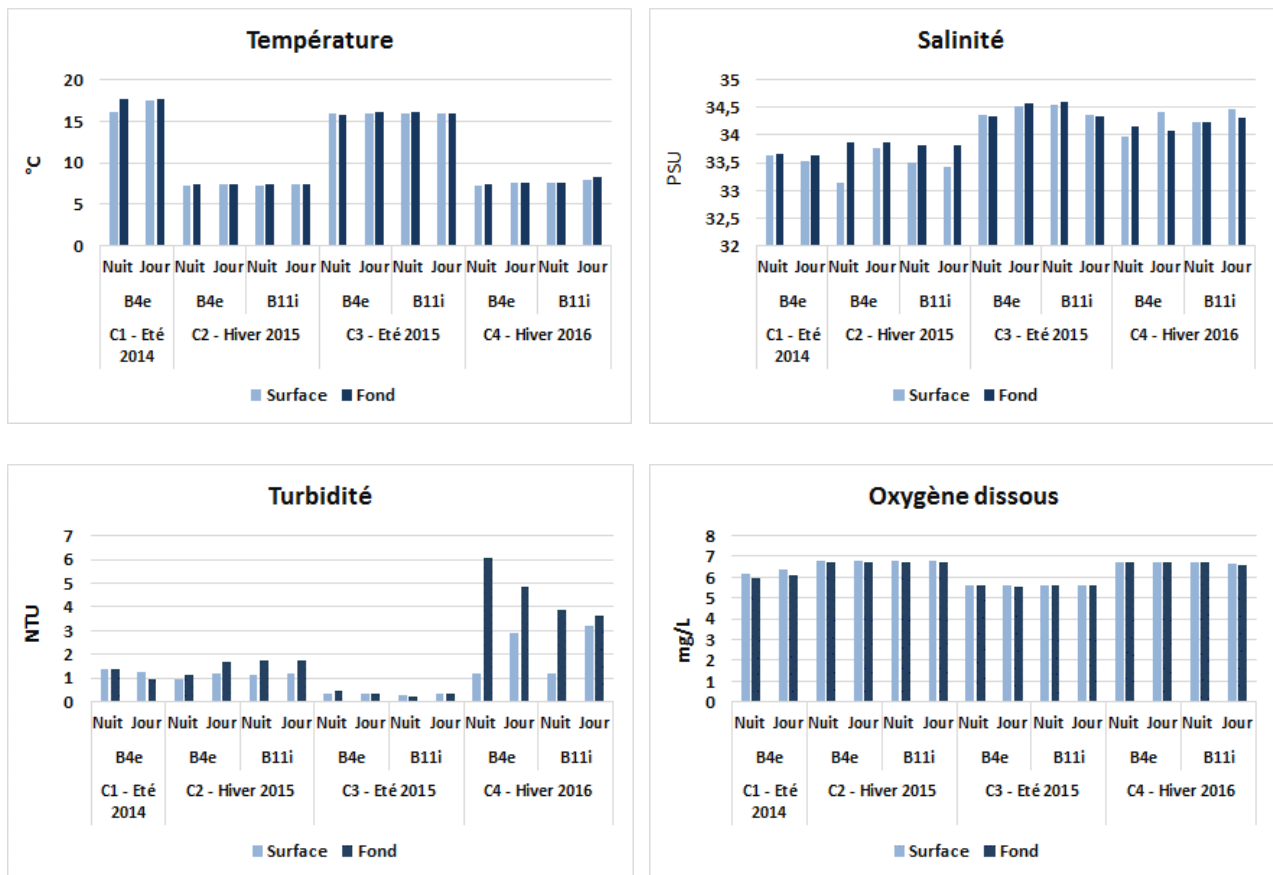 Température
20
15
10
5
0
°C
Nuit Jour Nuit Jour Nuit Jour Nuit Jour Nuit Jour Nuit Jour Nuit Jour
B4e B4e B11i B4e B11i B4e B11i
C1 - Eté 2014 C2 - Hiver 2015 C3 - Eté 2015 C4 - Hiver 2016
Surface Fond
Salinité
35
34,5
34
33,5
33
32,5
32
PSU
Nuit Jour Nuit Jour Nuit Jour Nuit Jour Nuit Jour Nuit Jour Nuit Jour
B4e B4e B11i B4e B11i B4e B11i
C1 - Eté 2014 C2 - Hiver 2015 C3 - Eté 2015 C4 - Hiver 2016
Surface Fond
Turbidité
7
6
5
4
3
2
1
0
NTU
Nuit Jour Nuit Jour Nuit Jour Nuit Jour Nuit Jour Nuit Jour Nuit Jour
B4e B4e B11i B4e B11i B4e B11i
C1 - Eté 2014 C2 - Hiver 2015 C3 - Eté 2015 C4 - Hiver 2016
Surface Fond
Oxygène dissous
8
7
6
5
4
3
2
1
0
mg/L
Nuit Jour Nuit Jour Nuit Jour Nuit Jour Nuit Jour Nuit Jour Nuit Jour
B4e B4e B11i B4e B11i B4e B11i
C1 - Eté 2014 C2 - Hiver 2015 C3 - Eté 2015 C4 - Hiver 2016
Surface Fond